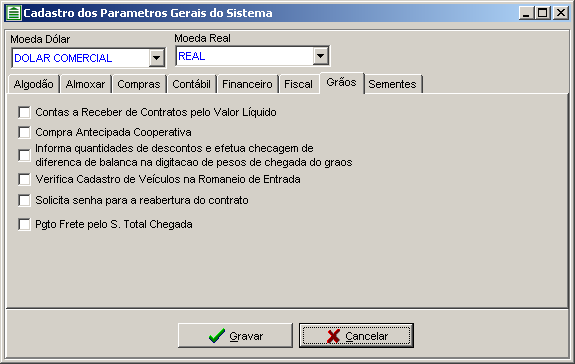 Cadastro dos Parametros Gerais do Sistema
Moeda Dólar
Moeda Real
DOLAR COMERCIAL
REAL
Algodão
Almoxar
Compras
Contábil
Financeiro
Fiscal
Grãos
Sementes
Contas a Receber de Contratos pelo Valor Líquido
Compra Antecipada Cooperativa
Informa quantidades de descontos e efetua checagem de
diferenca de balanca na digitacao de pesos de chegada do graos
Verifica Cadastro de Veículos na Romaneio de Entrada
Solicita senha para a reabertura do contrato
Pgto Frete pelo S. Total Chegada
Gravar
Cancelar